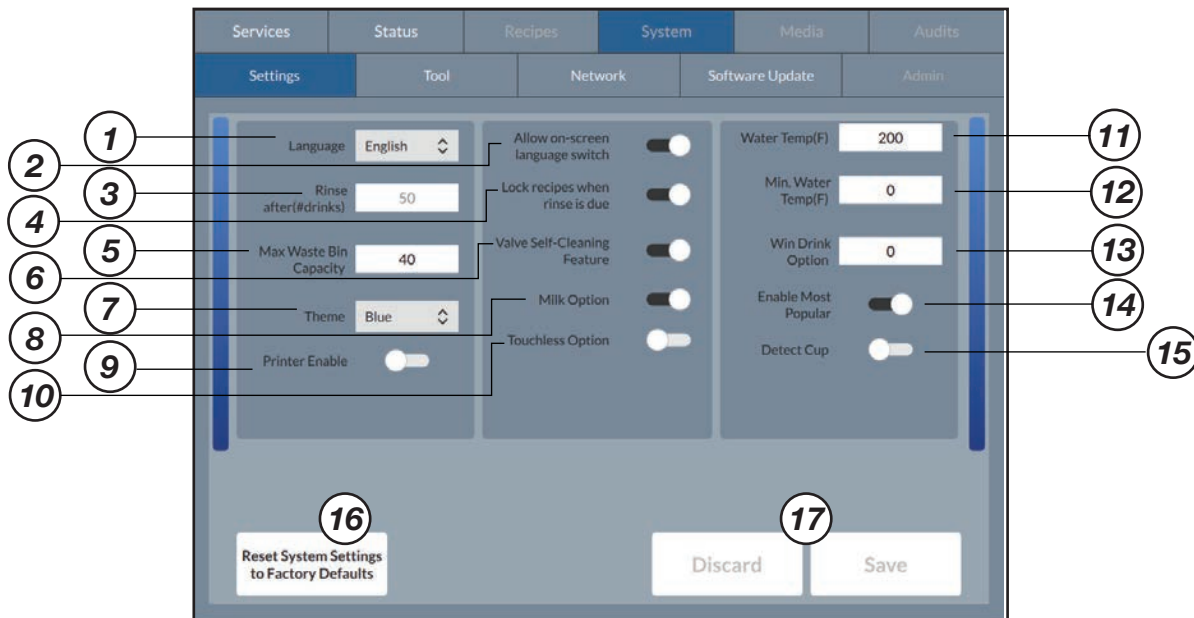 Services
Status
Recipes
System
Media
Audits
Settings
Tool
Network
Software Update
Admin
1
2
3
4
5
6
7
8
9
10
Language
English
Rinse
after(#drinks)
50
Max Waste Bin
Capacity
40
Theme
Blue
Printer Enable
Allow on-screen
language switch
Lock recipes when
rinse is due
Valve Self-Cleaning
Feature
Milk Option
Touchless Option
Water Temp(F)
200
Min. Water
Temp(F)
0
Win Drink
Option
0
Enable Most
Popular
Detect Cup
11
12
13
14
15
16
Reset System Settings
to Factory Defaults
17
Discard
Save